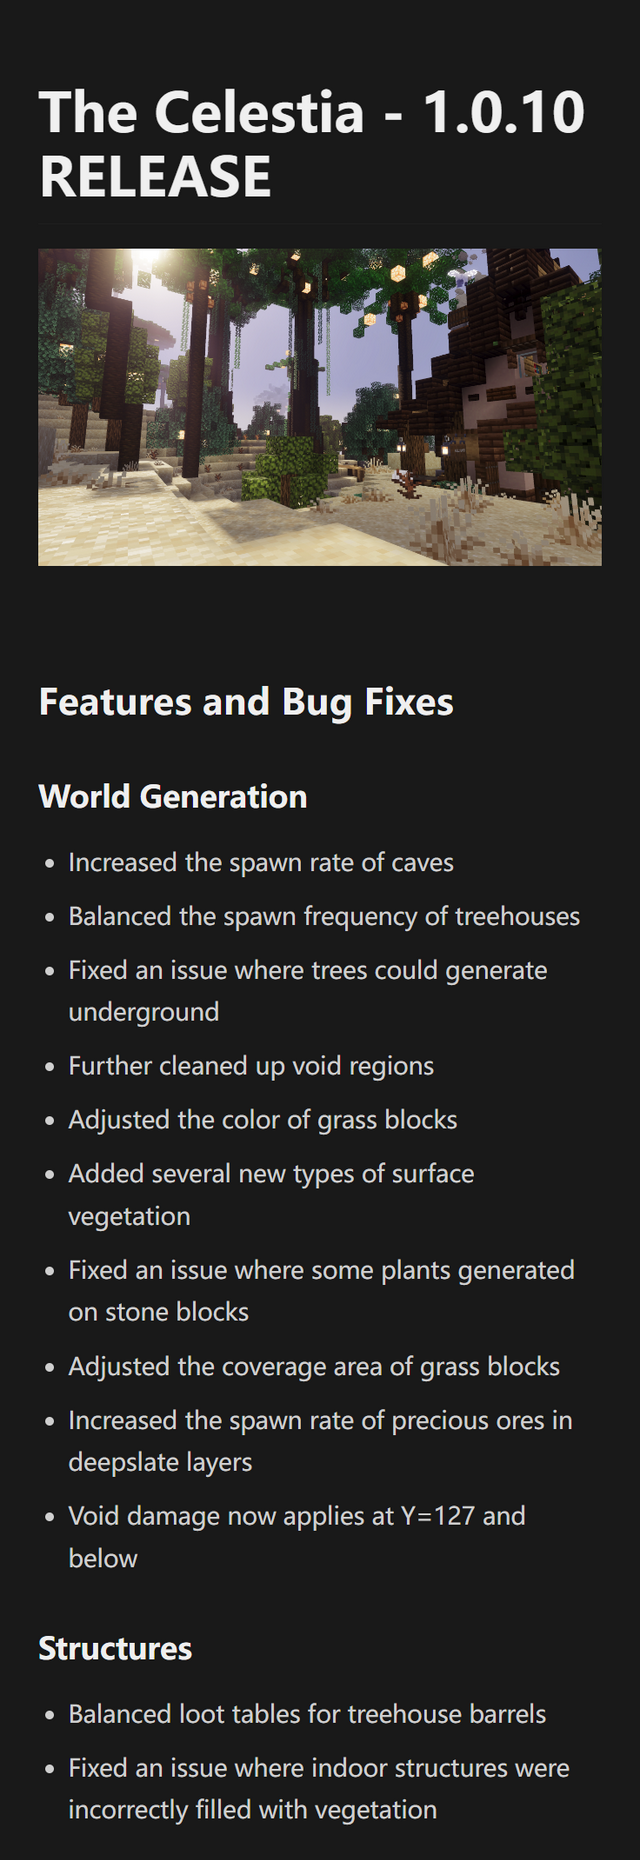 The Celestia - 1.0.10
RELEASE
Features and Bug Fixes
World Generation
• Increased the spawn rate of caves
• Balanced the spawn frequency of treehouses
• Fixed an issue where trees could generate
underground
• Further cleaned up void regions
• Adjusted the color of grass blocks
• Added several new types of surface
vegetation
• Fixed an issue where some plants generated
on stone blocks
• Adjusted the coverage area of grass blocks
• Increased the spawn rate of precious ores in
deepslate layers
• Void damage now applies at Y=127 and
below
Structures
• Balanced loot tables for treehouse barrels
• Fixed an issue where indoor structures were
incorrectly filled with vegetation